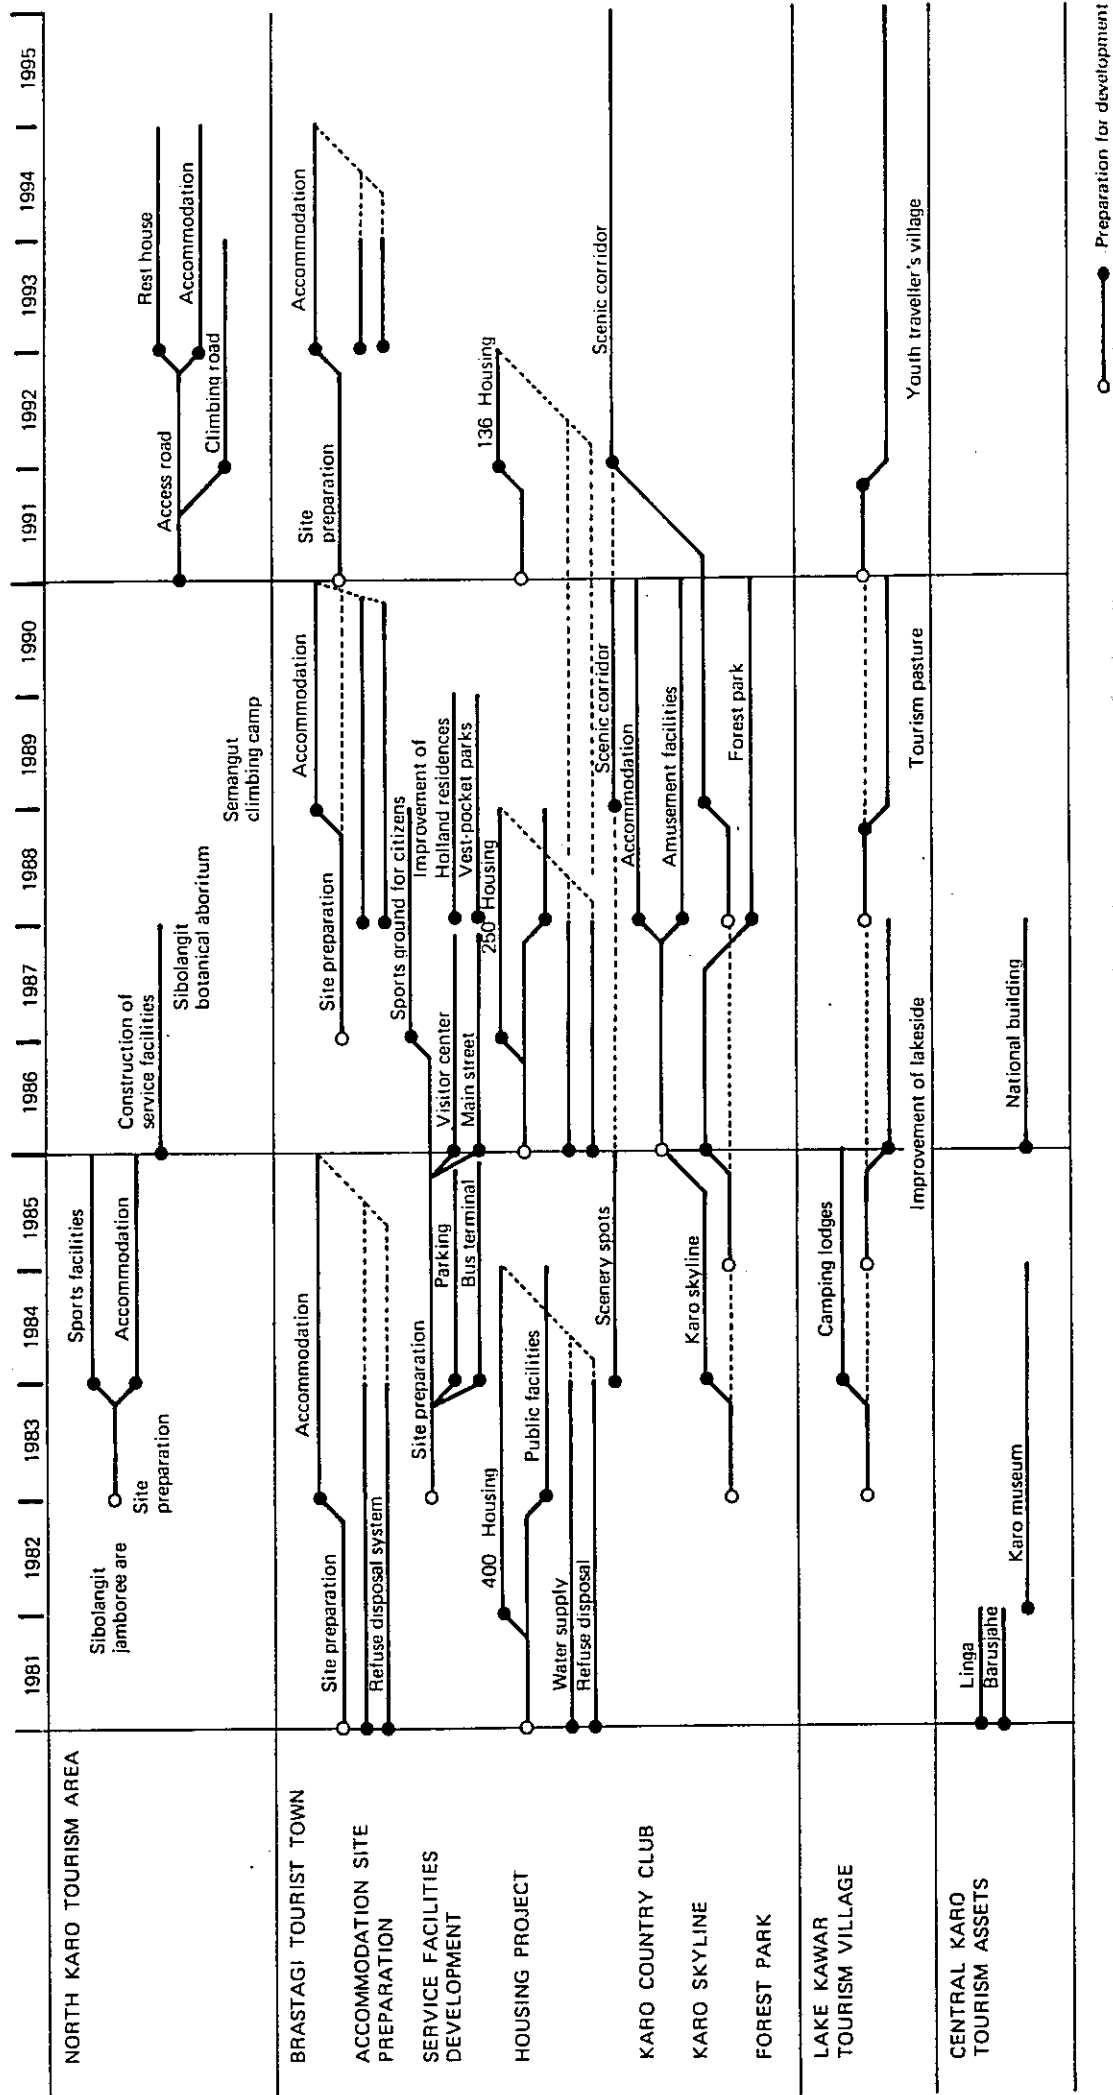 1981 1982 1983 1984 1985 1986 1987 1988 1989 1990 1991 1992 1993 1994 1995
NORTH KARO TOURISM AREA
Sibolangit
jamboree are
Site
preparation
Sports facilities
Accommodation
Construction of
service facilities
Sibolangit
botanical aboritum
Semangut
climbing camp
Access road
Climbing road
Rest house
Accommodation
BRASTAGI TOURIST TOWN
ACCOMMODATION SITE
PREPARATION
Site preparation
Refuse disposal system
Accommodation
Site preparation
Accommodation
Site
preparation
Accommodation
SERVICE FACILITIES
DEVELOPMENT
Site preparation
Parking
Bus terminal
Sports ground for citizens
Visitor center
Main street
Improvement of
Holland residences
Vest-pocket parks
HOUSING PROJECT
400 Housing
Public facilities
Water supply
Refuse disposal
250 Housing
136 Housing
Scenery spots
Scenic corridor
Scenic corridor
KARO COUNTRY CLUB
Accommodation
Amusement facilities
KARO SKYLINE
Karo skyline
FOREST PARK
Forest park
LAKE KAWAR
TOURISM VILLAGE
Camping lodges
Improvement of lakeside
Tourism pasture
Youth traveller's village
CENTRAL KARO
TOURISM ASSETS
Linga
Barusjahe
Karo museum
National building
Preparation for development